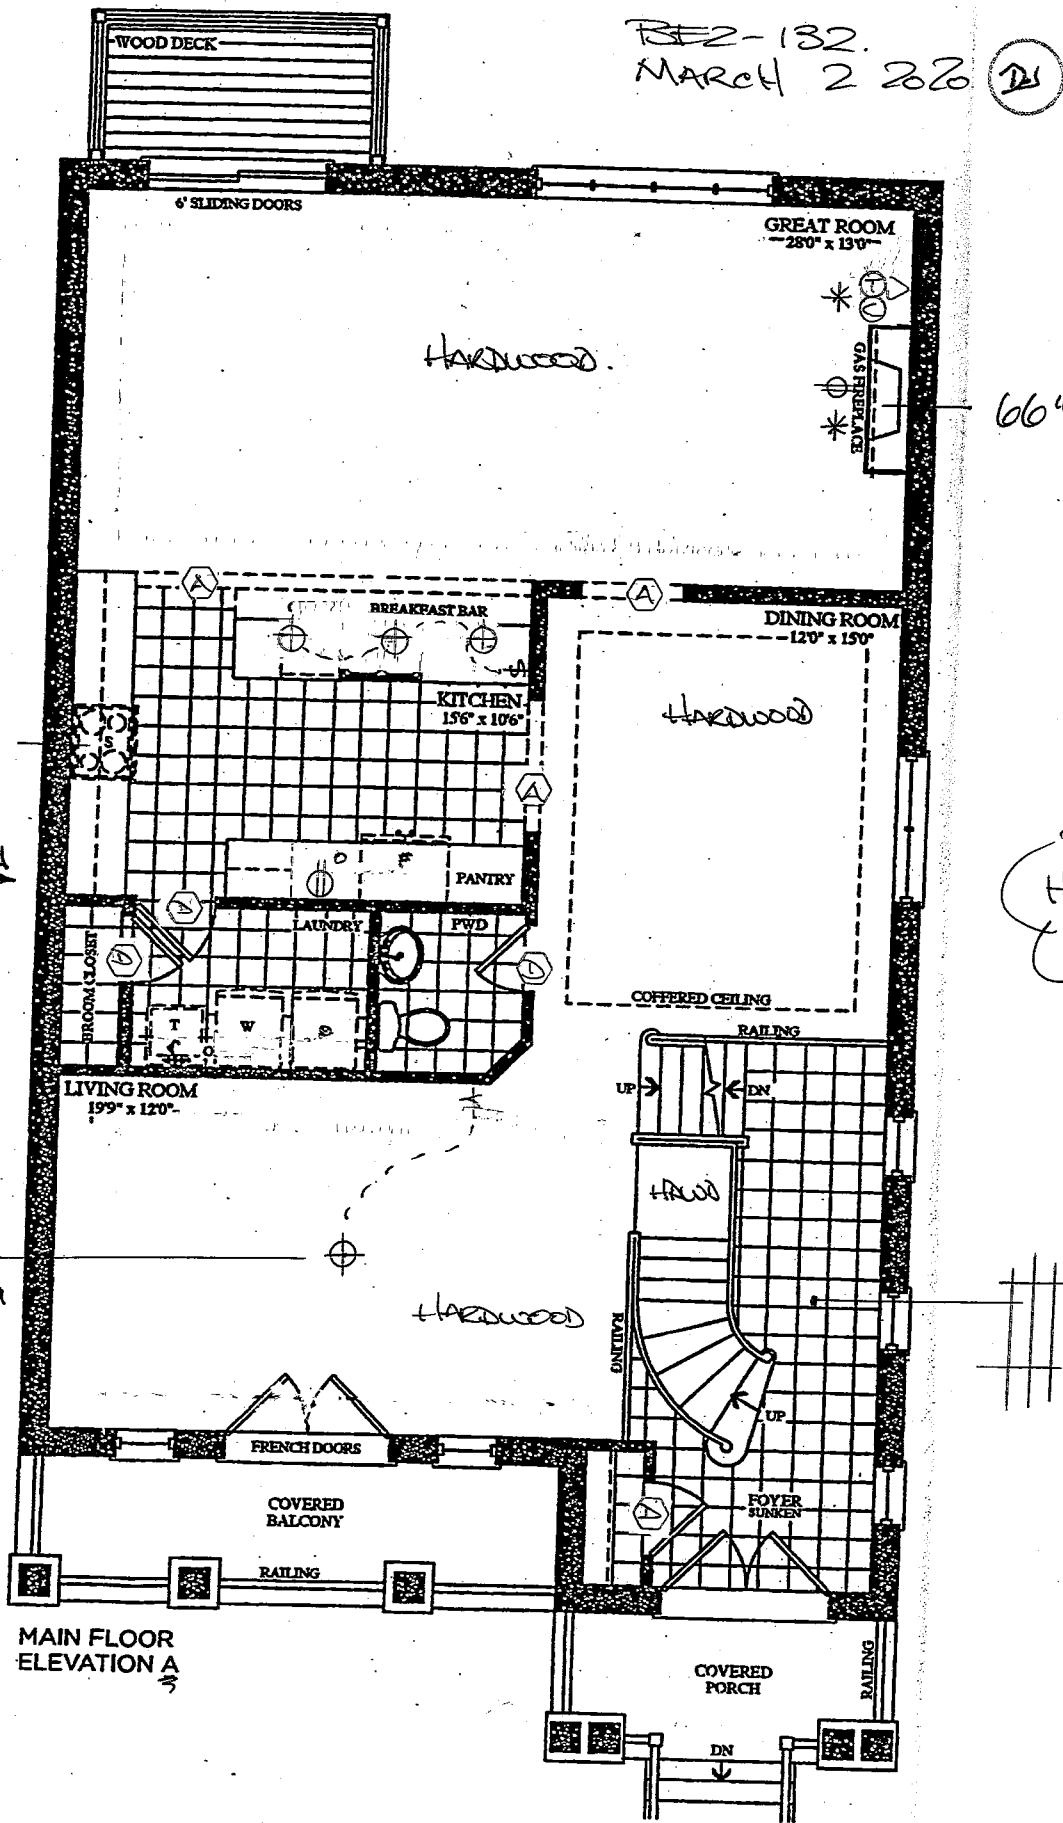 BE2-132.
MARCH 2 2020
WOOD DECK
6' SLIDING DOORS
GREAT ROOM
28'0" x 13'0"
HARDWOOD.
GAS FIREPLACE
66"
A
A
BREAKFAST BAR
DINING ROOM
12'0" x 15'0"
KITCHEN
15'6" x 10'6"
HARDWOOD
S
A
PANTRY
LAUNDRY
PWD
BROOM CLOSET
T
W
D
COFFERED CEILING
RAILING
LIVING ROOM
19'9" x 12'0"
UP
DN
HDWD
HARDWOOD
RAILING
UP
FRENCH DOORS
COVERED
BALCONY
A
FOYER
SUNKEN
RAILING
MAIN FLOOR
ELEVATION A
COVERED
PORCH
RAILING
DN